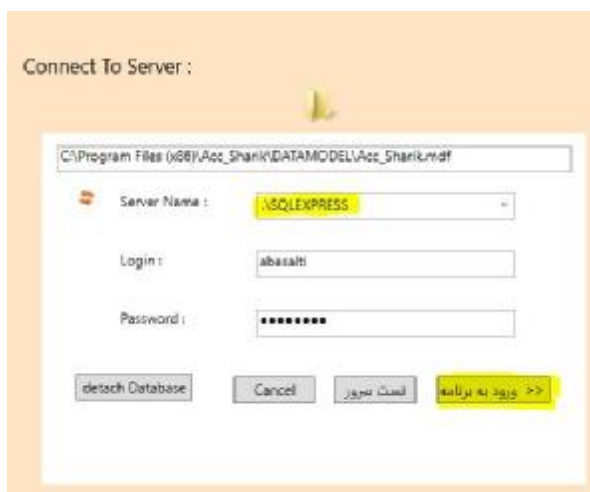 Connect To Server :
C:\Program Files (x86)\Acc_Sharik\DATAMODEL\Acc_Sharik.mdf
Server Name : .\SQLEXPRESS
Login : abasalti
Password : ●●●●●●●●
detach Database Cancel تست سرور ورود به برنامه >>